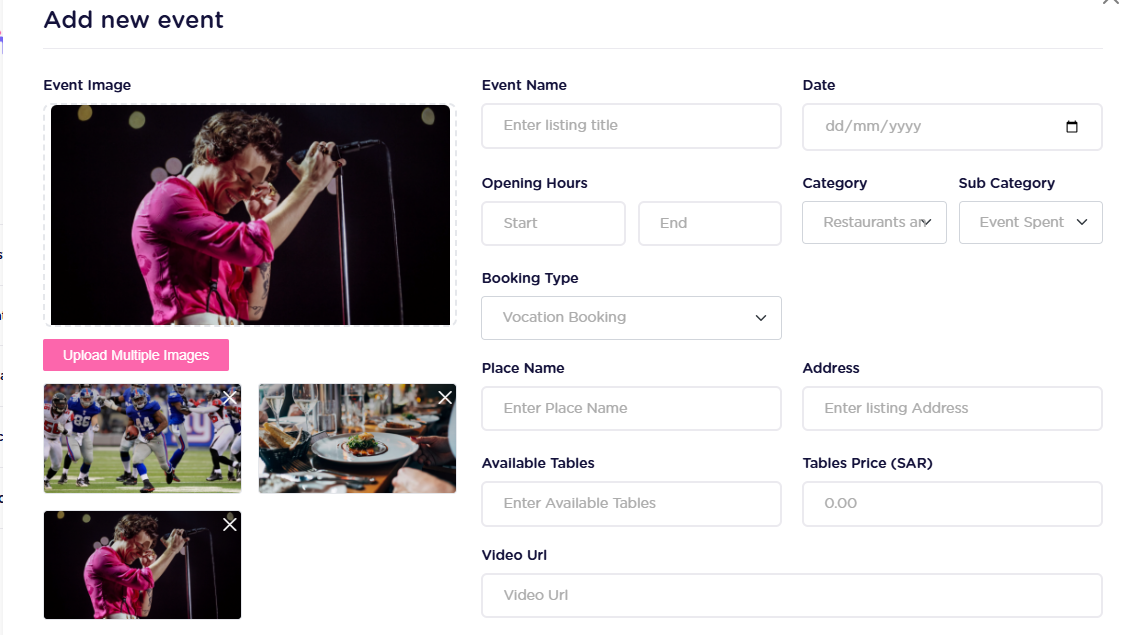 Add new event
Event Image
Upload Multiple Images
Event Name
Enter listing title
Date
dd/mm/yyyy
Opening Hours
Start
End
Category
Restaurants an
Sub Category
Event Spent
Booking Type
Vocation Booking
Place Name
Enter Place Name
Address
Enter listing Address
Available Tables
Enter Available Tables
Tables Price (SAR)
0.00
Video Url
Video Url